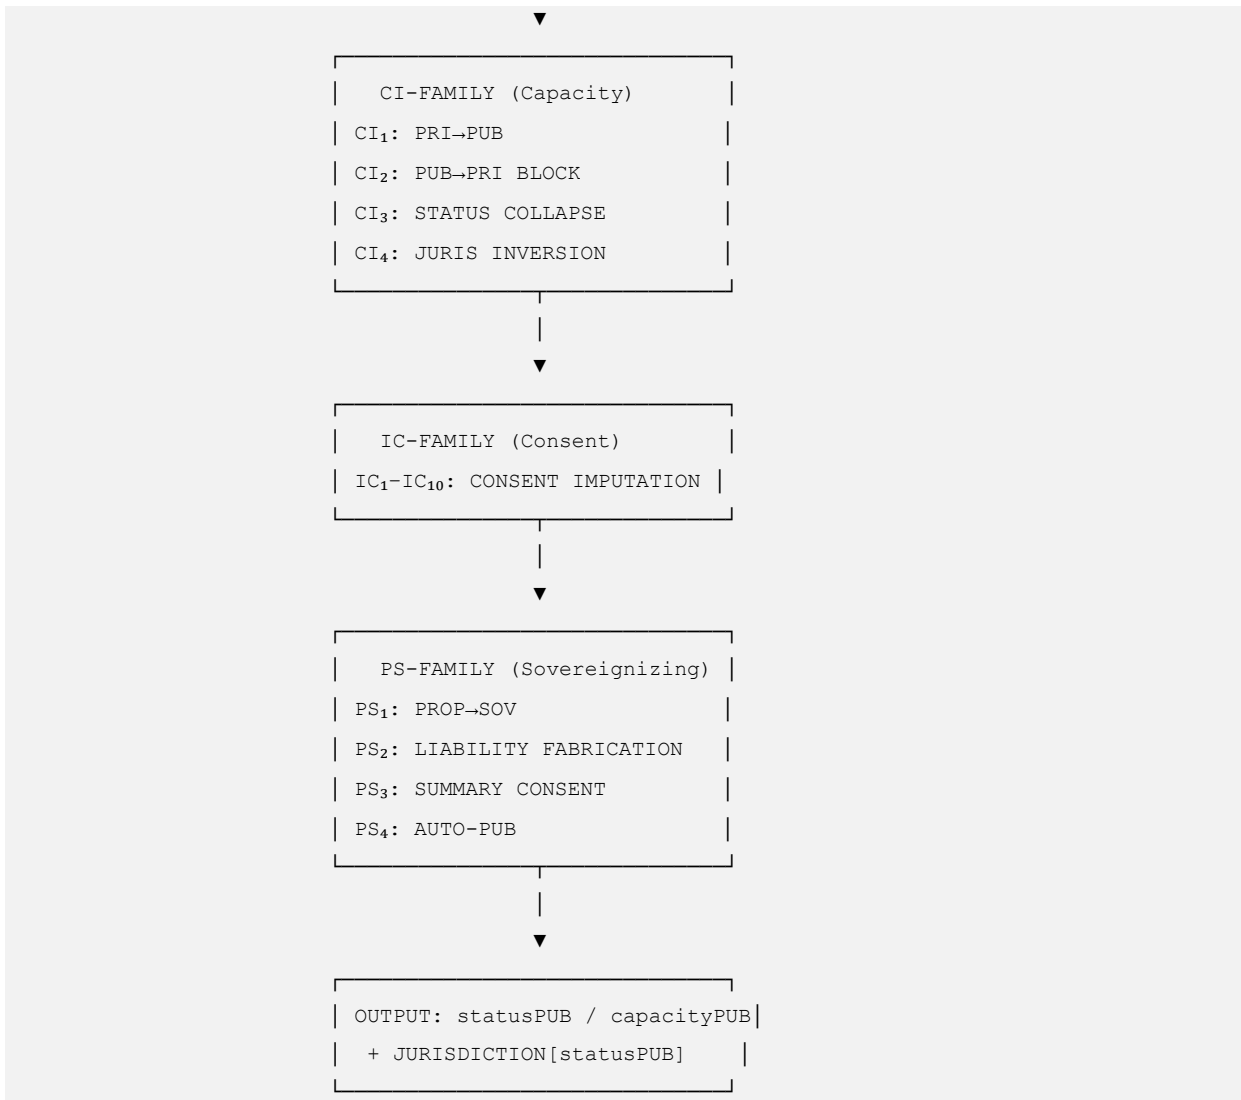 CI-FAMILY (Capacity)
CI₁: PRI→PUB
CI₂: PUB→PRI BLOCK
CI₃: STATUS COLLAPSE
CI₄: JURIS INVERSION
IC-FAMILY (Consent)
IC₁–IC₁₀: CONSENT IMPUTATION
PS-FAMILY (Sovereignizing)
PS₁: PROP→SOV
PS₂: LIABILITY FABRICATION
PS₃: SUMMARY CONSENT
PS₄: AUTO-PUB
OUTPUT: statusPUB / capacityPUB
+ JURISDICTION[statusPUB]